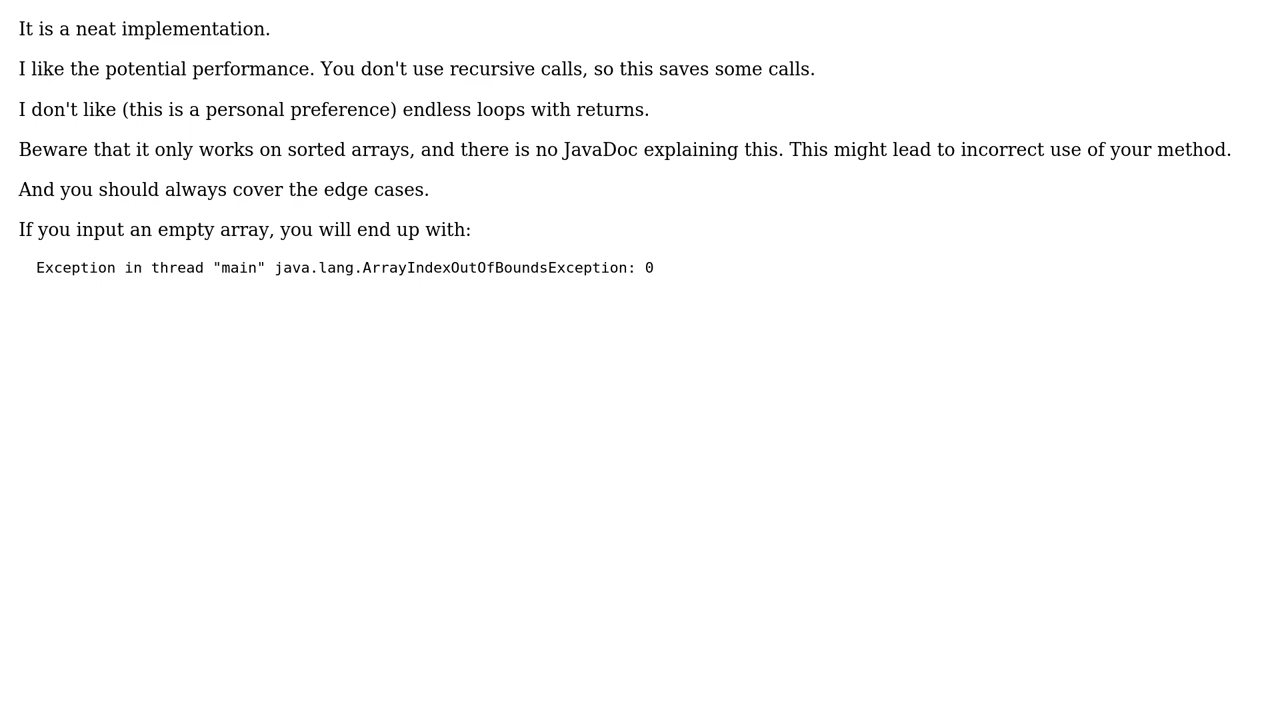 It is a neat implementation.
I like the potential performance. You don't use recursive calls, so this saves some calls.
I don't like (this is a personal preference) endless loops with returns.
Beware that it only works on sorted arrays, and there is no JavaDoc explaining this. This might lead to incorrect use of your method.
And you should always cover the edge cases.
If you input an empty array, you will end up with:
Exception in thread "main" java.lang.ArrayIndexOutOfBoundsException: 0